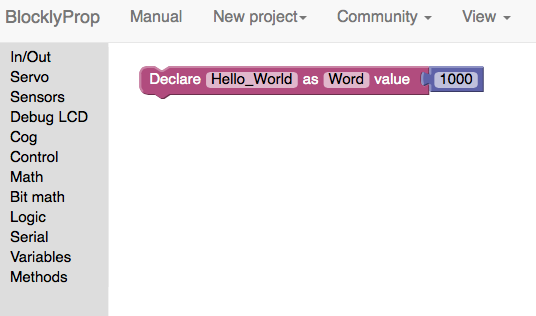 BlocklyProp Manual New project Community View
In/Out
Servo
Sensors
Debug LCD
Cog
Control
Math
Bit math
Logic
Serial
Variables
Methods
Declare Hello_World as Word value 1000